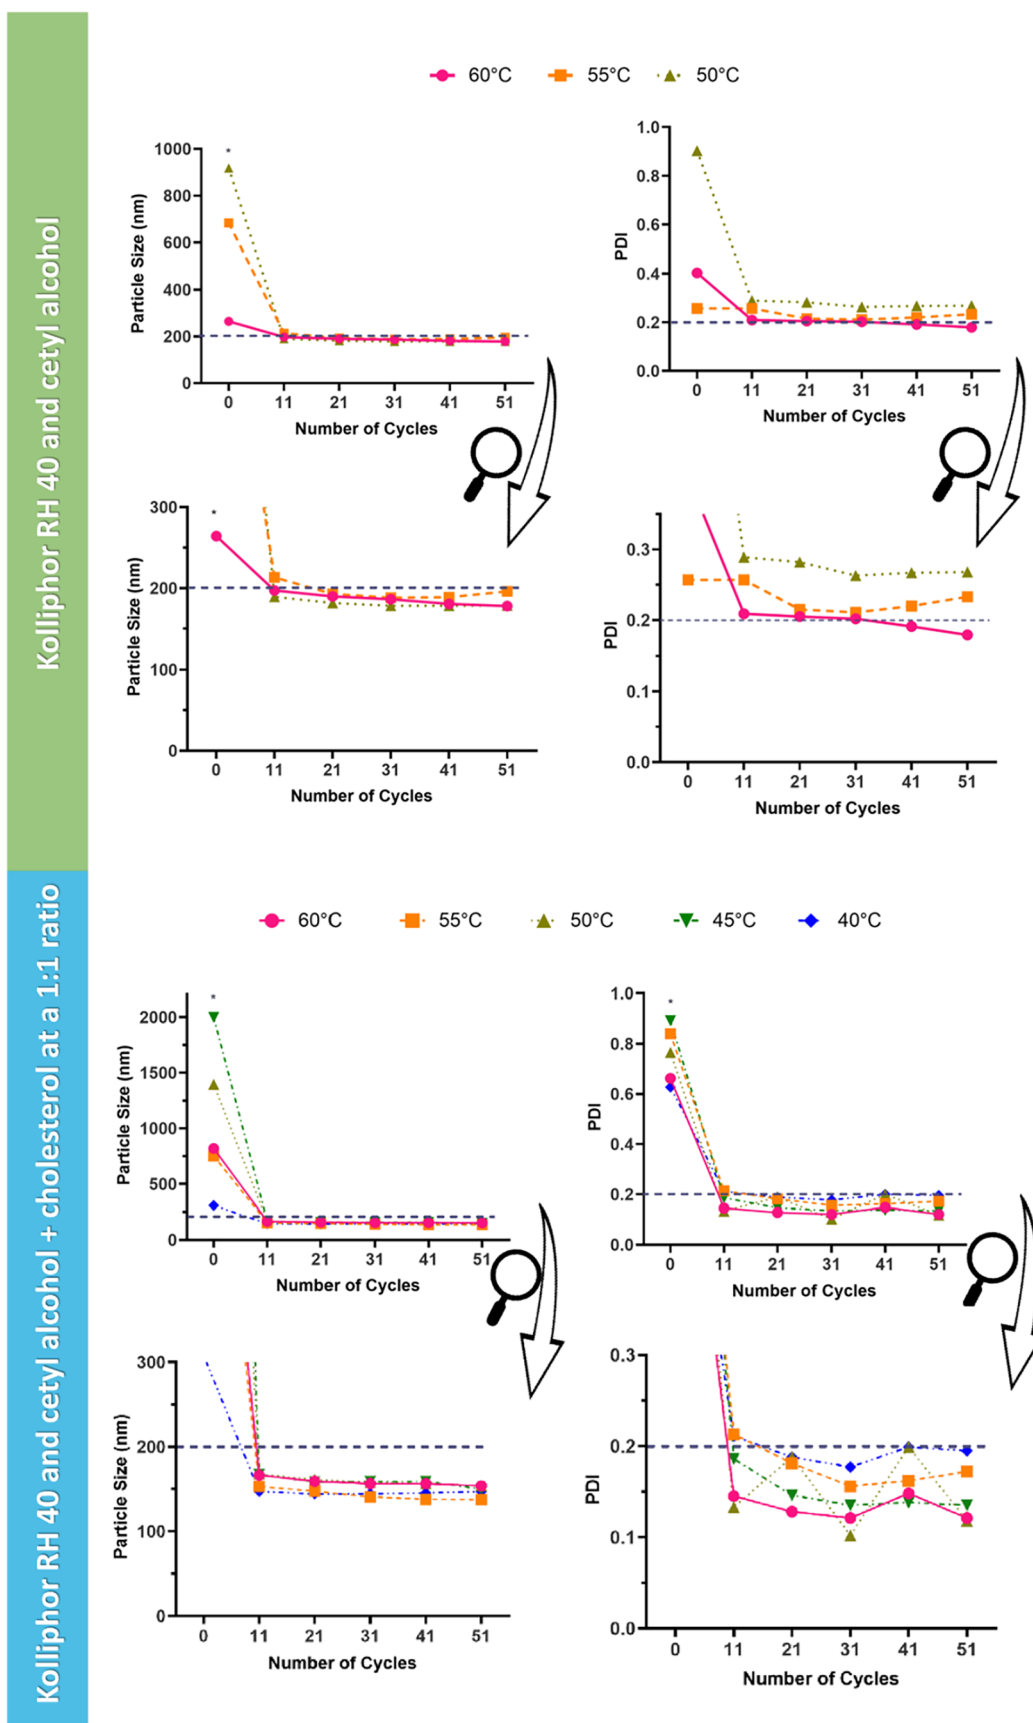 Kolliphor RH 40 and cetyl alcohol
60°C 55°C 50°C
*
1000
800
600
400
200
0
Particle Size (nm)
0 11 21 31 41 51
Number of Cycles
1.0
0.8
0.6
0.4
0.2
0.0
PDI
0 11 21 31 41 51
Number of Cycles
*
300
200
100
0
Particle Size (nm)
0 11 21 31 41 51
Number of Cycles
0.3
0.2
0.1
0.0
PDI
0 11 21 31 41 51
Number of Cycles
Kolliphor RH 40 and cetyl alcohol + cholesterol at a 1:1 ratio
60°C 55°C 50°C 45°C 40°C
*
2000
1500
1000
500
0
Particle Size (nm)
0 11 21 31 41 51
Number of Cycles
*
1.0
0.8
0.6
0.4
0.2
0.0
PDI
0 11 21 31 41 51
Number of Cycles
300
200
100
0
Particle Size (nm)
0 11 21 31 41 51
Number of Cycles
0.3
0.2
0.1
0.0
PDI
0 11 21 31 41 51
Number of Cycles